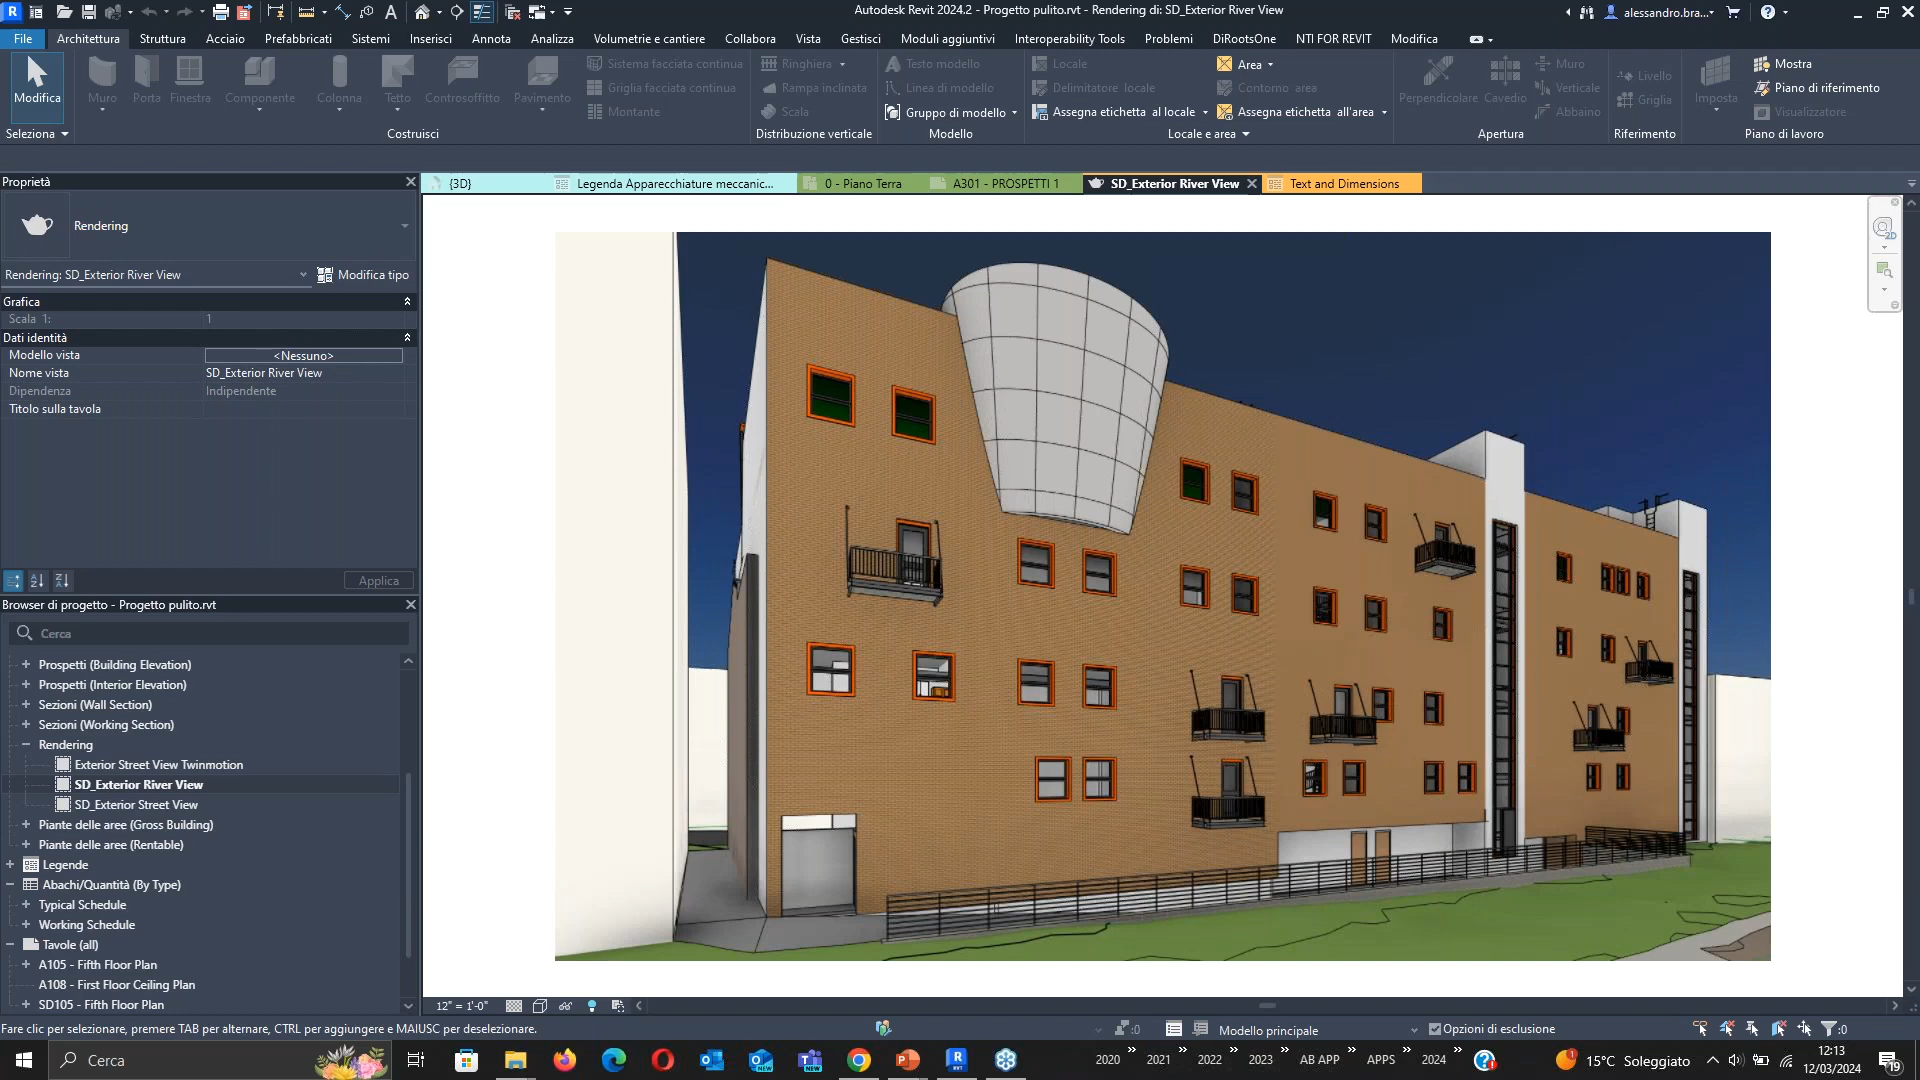 Autodesk Revit 2024.2 - Progetto pulito.rvt - Rendering di: SD_Exterior River View
alessandro.bra...
File Architettura Struttura Acciaio Prefabbricati Sistemi Inserisci Annota Analizza Volumetrie e cantiere Collabora Vista Gestisci Moduli aggiuntivi Interoperability Tools Problemi DiRootsOne NTI FOR REVIT Modifica
Modifica
Muro
Porta
Finestra
Componente
Colonna
Tetto
Controsoffitto
Pavimento
Sistema facciata continua
Griglia facciata continua
Montante
Ringhiera
Rampa inclinata
Scala
Testo modello
Linea di modello
Gruppo di modello
Locale
Delimitatore locale
Assegna etichetta al locale
Area
Contorno area
Assegna etichetta all'area
Perpendicolare
Cavedio
Muro
Verticale
Abbaino
Livello
Griglia
Imposta
Mostra
Piano di riferimento
Visualizzatore
Seleziona
Costruisci
Distribuzione verticale
Modello
Locale e area
Apertura
Riferimento
Piano di lavoro
Proprietà
{3D}
Legenda Apparecchiature meccanic...
0 - Piano Terra
A301 - PROSPETTI 1
SD_Exterior River View
Text and Dimensions
2D
Rendering
Rendering: SD_Exterior River View
Modifica tipo
Grafica
Scala 1: 1
Dati identità
Modello vista <Nessuno>
Nome vista SD_Exterior River View
Dipendenza Indipendente
Titolo sulla tavola
Applica
Browser di progetto - Progetto pulito.rvt
Cerca
Prospetti (Building Elevation)
Prospetti (Interior Elevation)
Sezioni (Wall Section)
Sezioni (Working Section)
Rendering
Exterior Street View Twinmotion
SD_Exterior River View
SD_Exterior Street View
Piante delle aree (Gross Building)
Piante delle aree (Rentable)
Legende
Abachi/Quantità (By Type)
Typical Schedule
Working Schedule
Tavole (all)
A105 - Fifth Floor Plan
A108 - First Floor Ceiling Plan
SD105 - Fifth Floor Plan
12" = 1'-0"
Fare clic per selezionare, premere TAB per alternare, CTRL per aggiungere e MAIUSC per deselezionare.
:0
Modello principale
Opzioni di esclusione
:0
Cerca
2020 2021 2022 2023 AB APP APPS 2024
15°C Soleggiato
12:13
12/03/2024
19